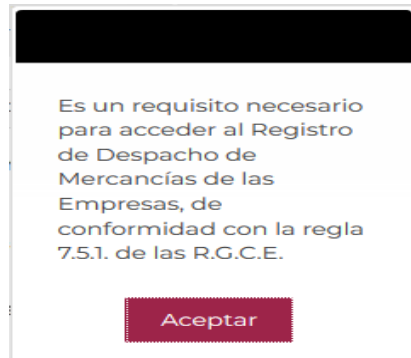 Es un requisito necesario
para acceder al Registro
de Despacho de
Mercancías de las
Empresas, de
conformidad con la regla
7.5.1. de las R.G.C.E.
Aceptar